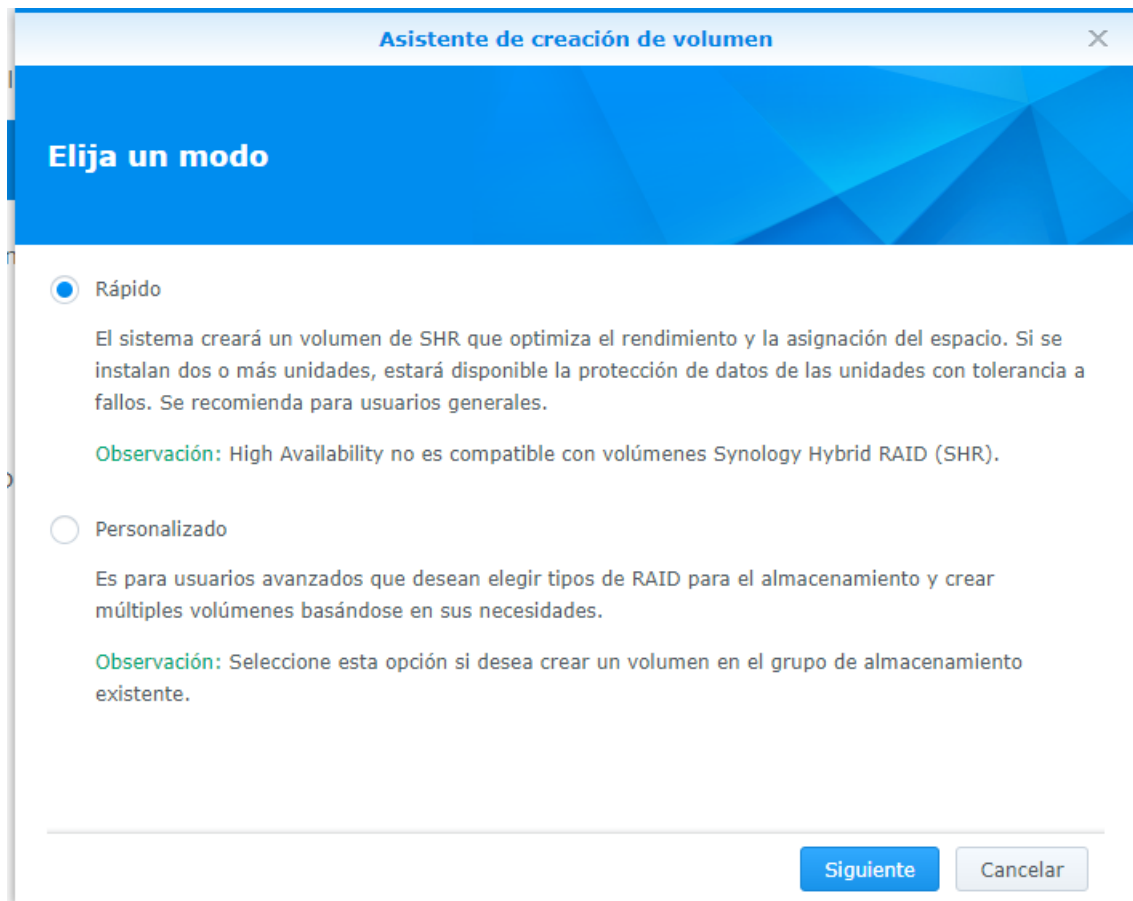 Asistente de creación de volumen
Elija un modo
Rápido
El sistema creará un volumen de SHR que optimiza el rendimiento y la asignación del espacio. Si se
instalan dos o más unidades, estará disponible la protección de datos de las unidades con tolerancia a
fallos. Se recomienda para usuarios generales.
Observación: High Availability no es compatible con volúmenes Synology Hybrid RAID (SHR).
Personalizado
Es para usuarios avanzados que desean elegir tipos de RAID para el almacenamiento y crear
múltiples volúmenes basándose en sus necesidades.
Observación: Seleccione esta opción si desea crear un volumen en el grupo de almacenamiento
existente.
Siguiente
Cancelar